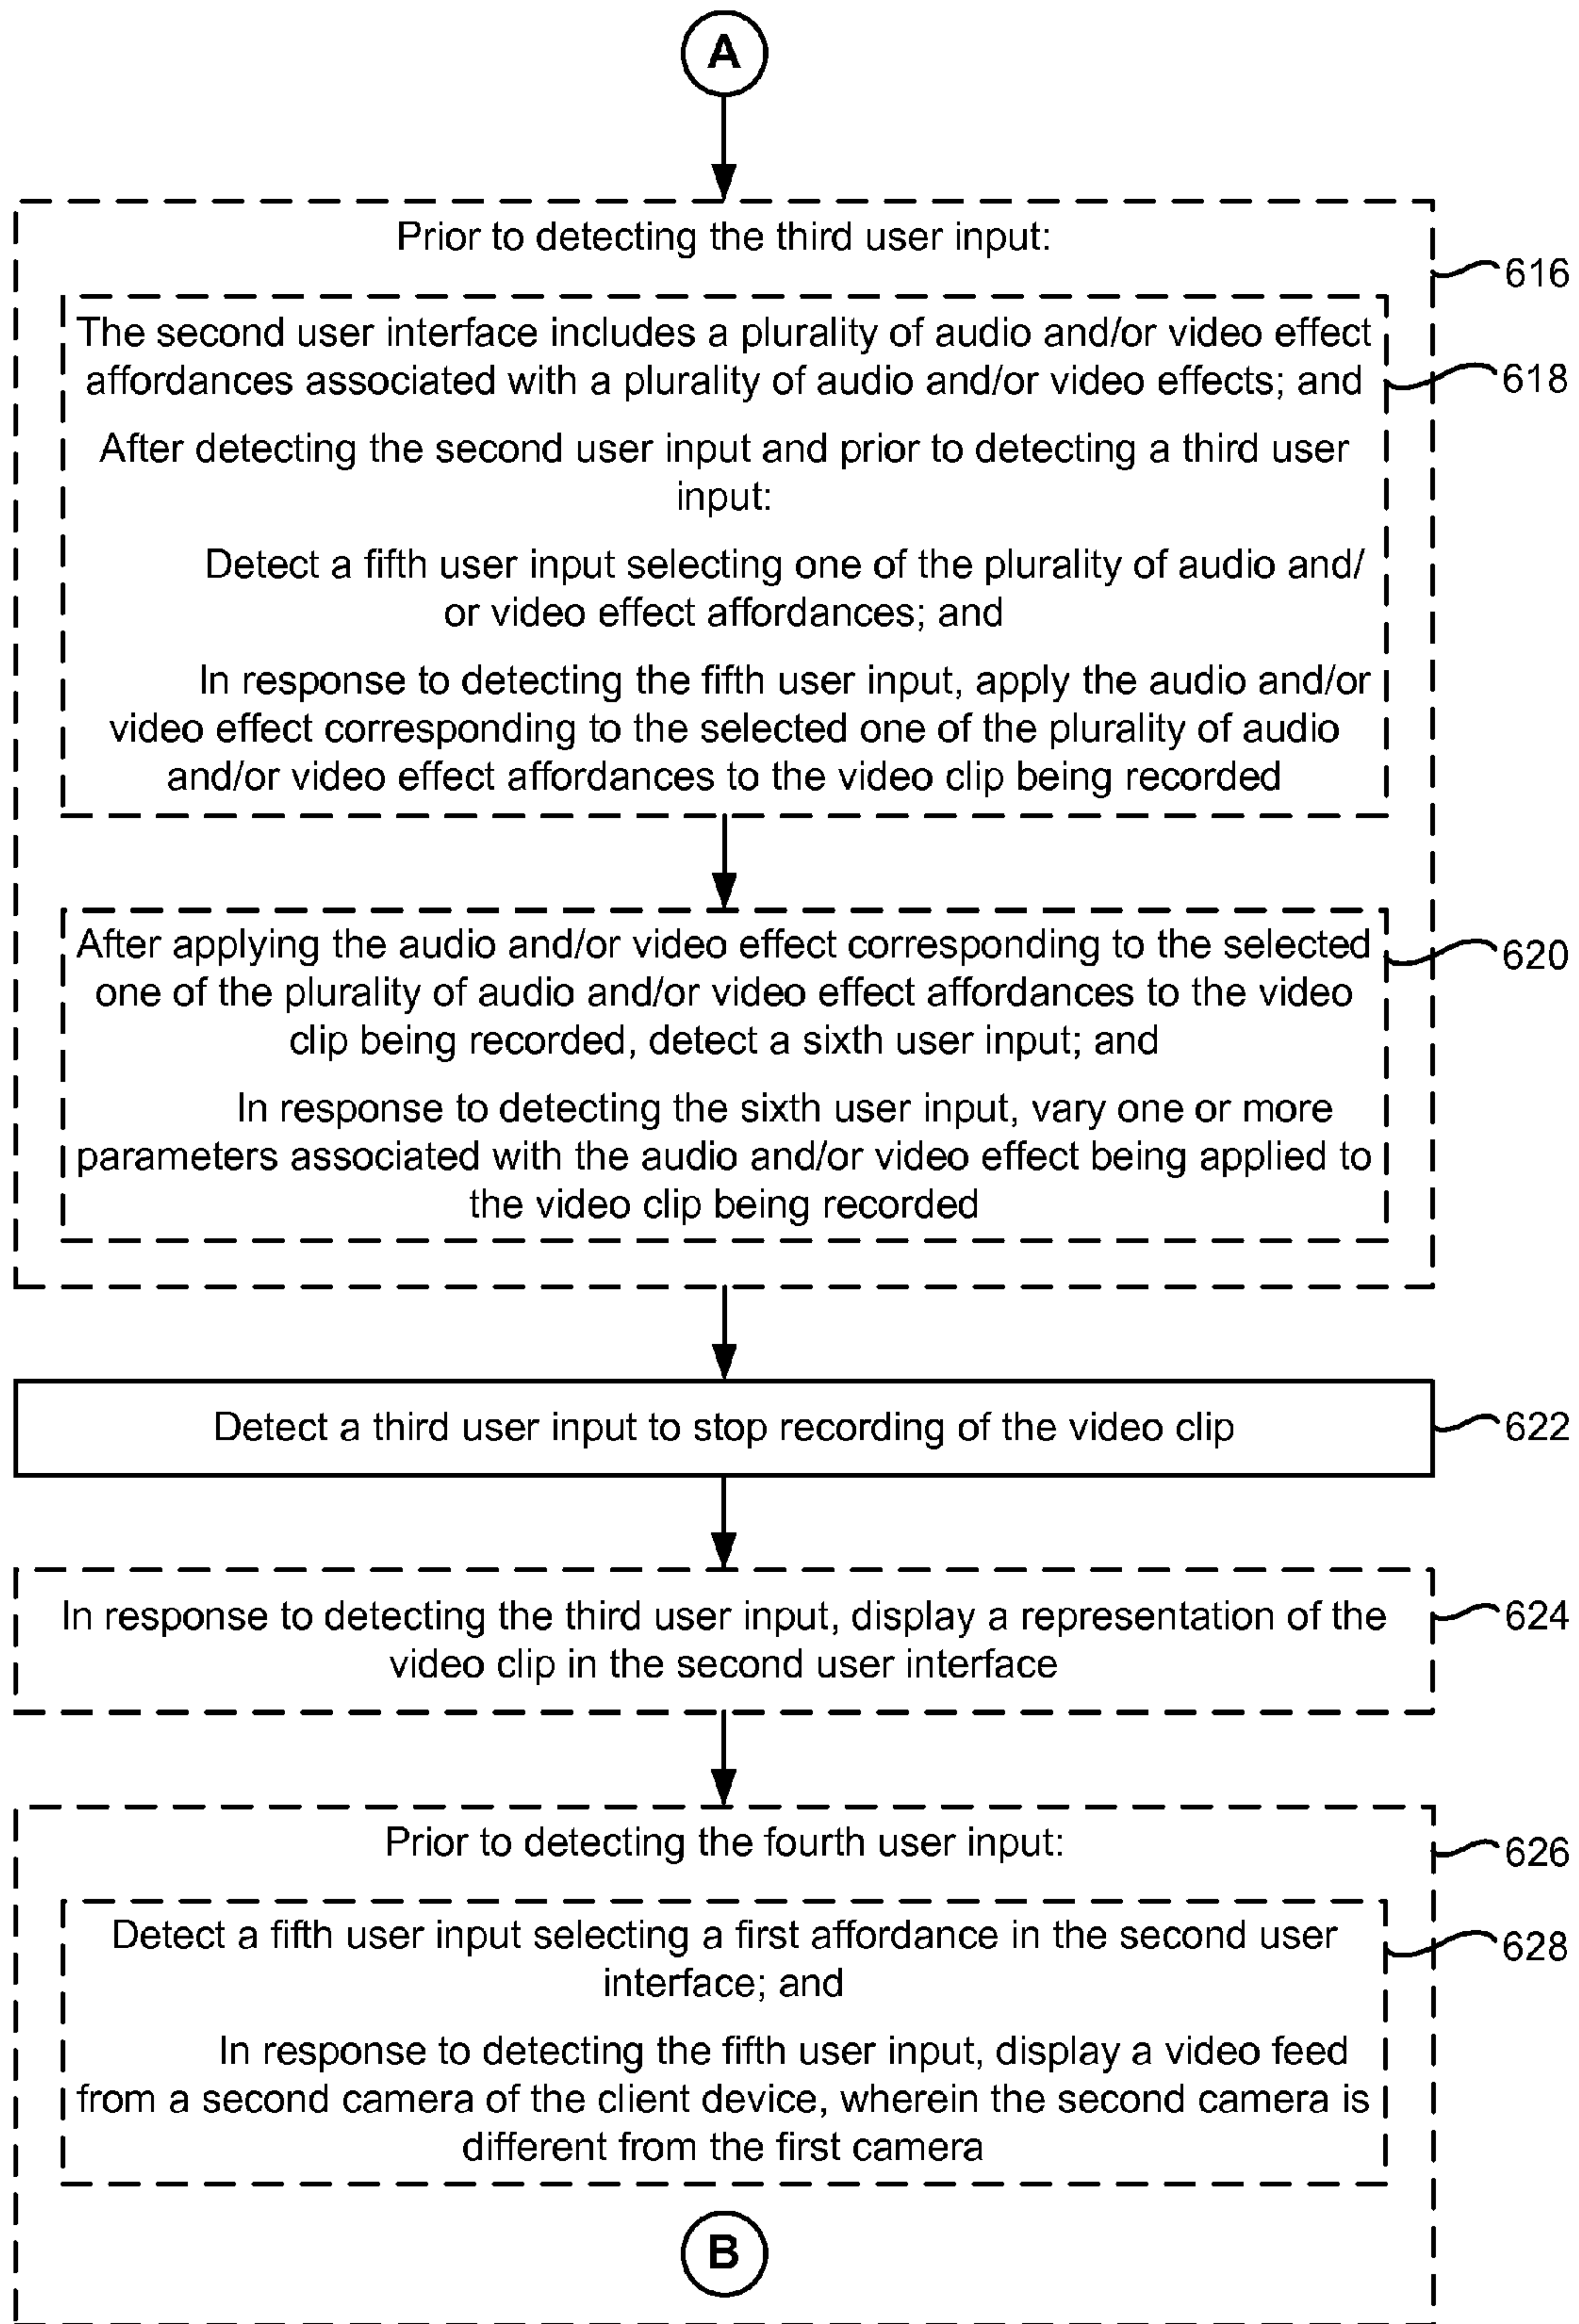 A
Prior to detecting the third user input:
616
The second user interface includes a plurality of audio and/or video effect
affordances associated with a plurality of audio and/or video effects; and
618
After detecting the second user input and prior to detecting a third user
input:
Detect a fifth user input selecting one of the plurality of audio and/
or video effect affordances; and
In response to detecting the fifth user input, apply the audio and/or
video effect corresponding to the selected one of the plurality of audio
and/or video effect affordances to the video clip being recorded
After applying the audio and/or video effect corresponding to the selected
620
one of the plurality of audio and/or video effect affordances to the video
clip being recorded, detect a sixth user input; and
In response to detecting the sixth user input, vary one or more
parameters associated with the audio and/or video effect being applied to
the video clip being recorded
Detect a third user input to stop recording of the video clip
622
In response to detecting the third user input, display a representation of the
624
video clip in the second user interface
Prior to detecting the fourth user input:
626
Detect a fifth user input selecting a first affordance in the second user
628
interface; and
In response to detecting the fifth user input, display a video feed
from a second camera of the client device, wherein the second camera is
different from the first camera
B